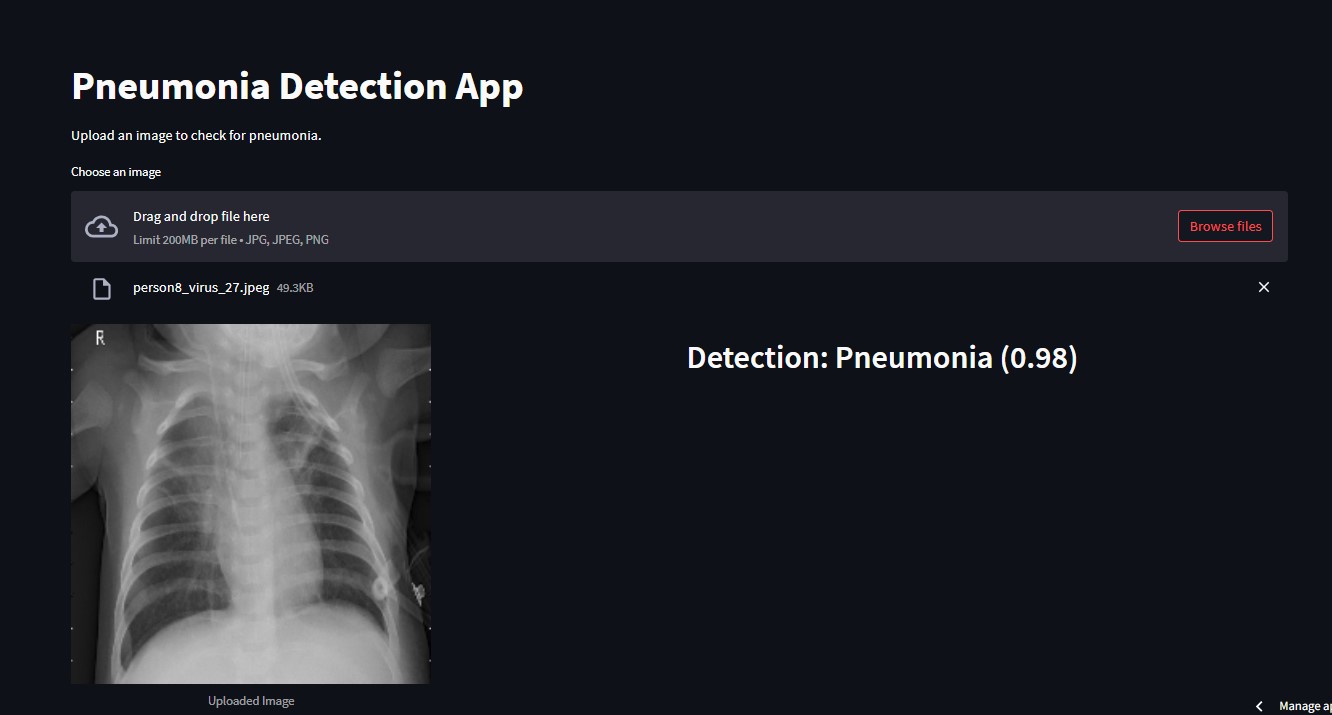 Pneumonia Detection App
Upload an image to check for pneumonia.
Choose an image
Drag and drop file here
Limit 200MB per file • JPG, JPEG, PNG
Browse files
person8_virus_27.jpeg 49.3KB
R
Detection: Pneumonia (0.98)
Uploaded Image
Manage ap